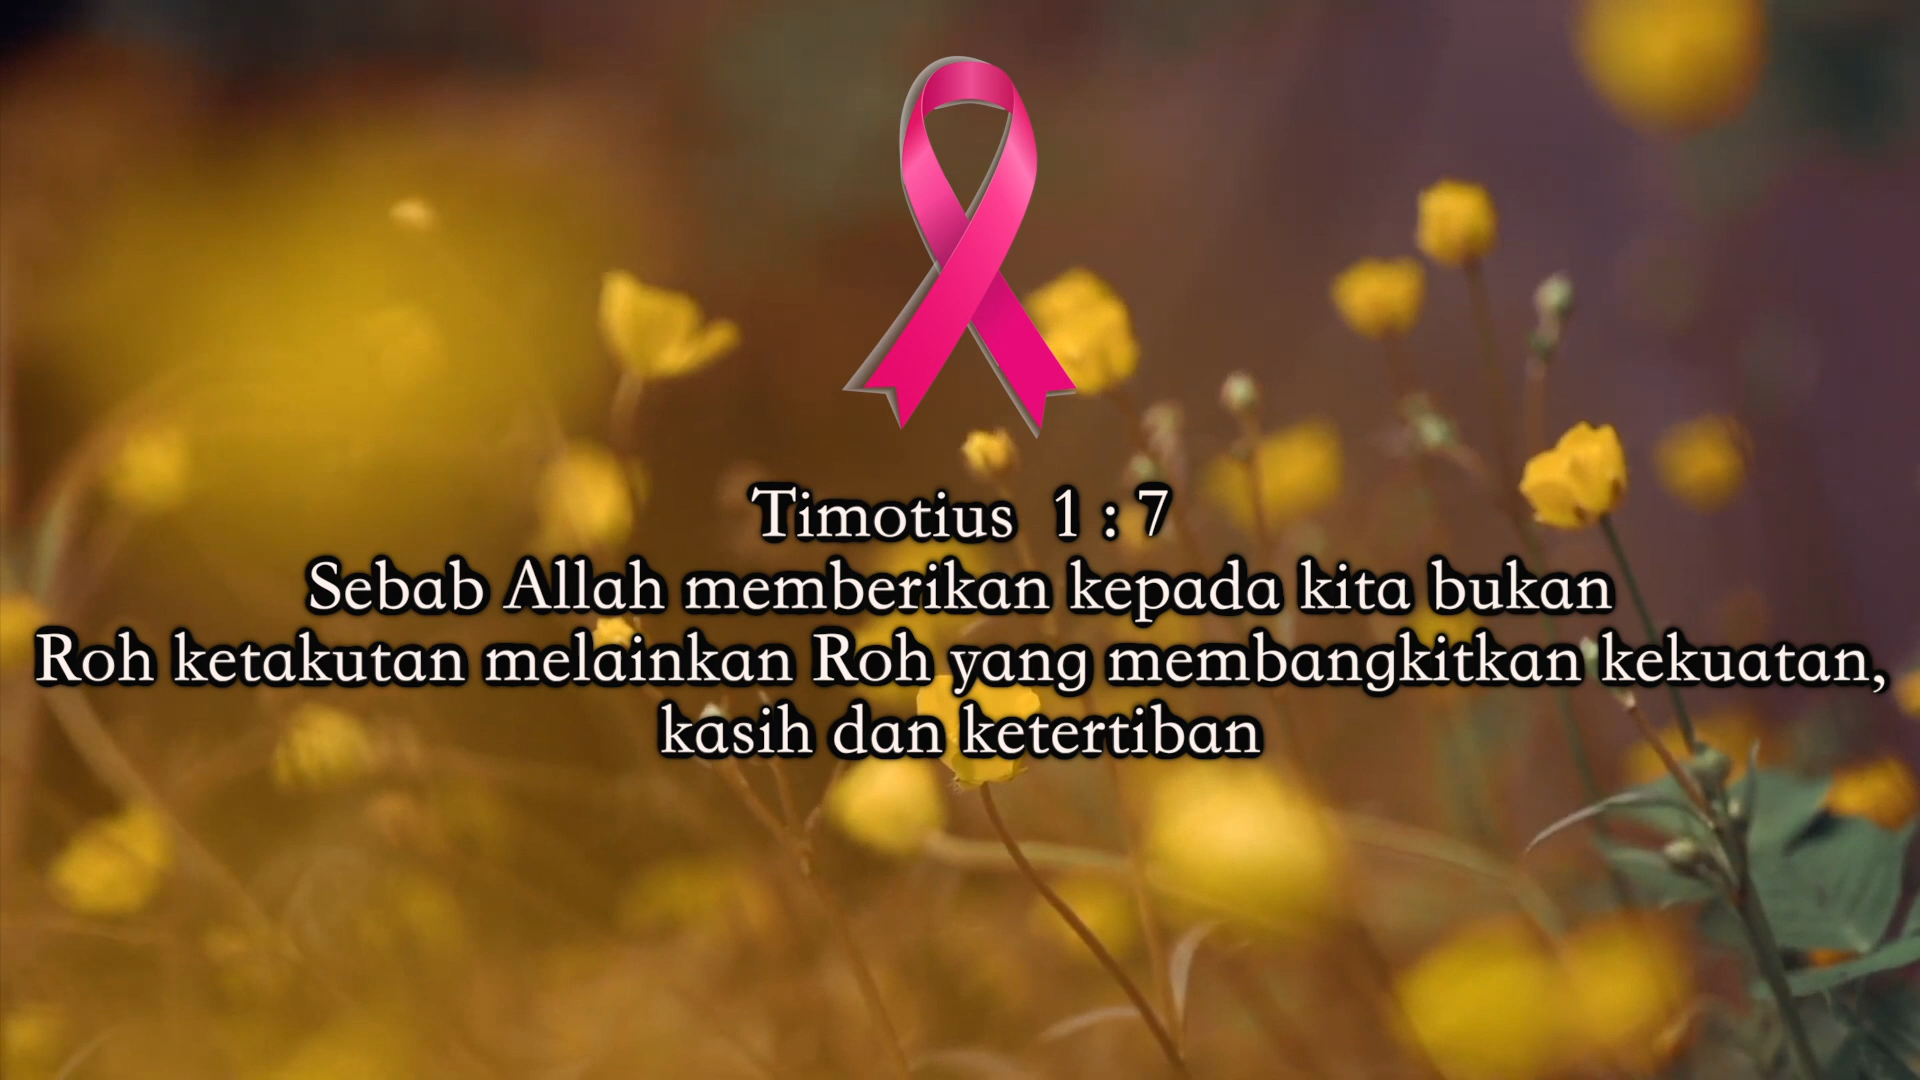 Timotius 1 : 7
Sebab Allah memberikan kepada kita bukan
Roh ketakutan melainkan Roh yang membangkitkan kekuatan,
kasih dan ketertiban